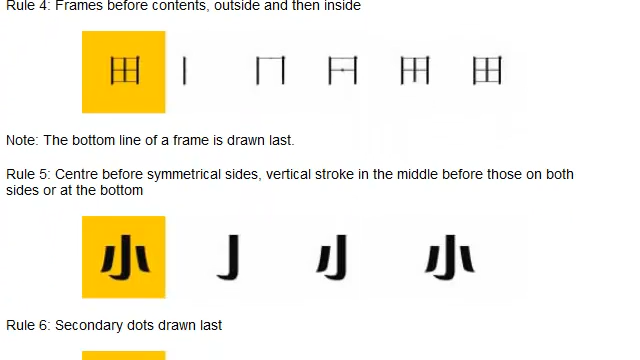 Rule 4: Frames before contents, outside and then inside
田
Note: The bottom line of a frame is drawn last.
Rule 5: Centre before symmetrical sides, vertical stroke in the middle before those on both
sides or at the bottom
小 亅 小
Rule 6: Secondary dots drawn last